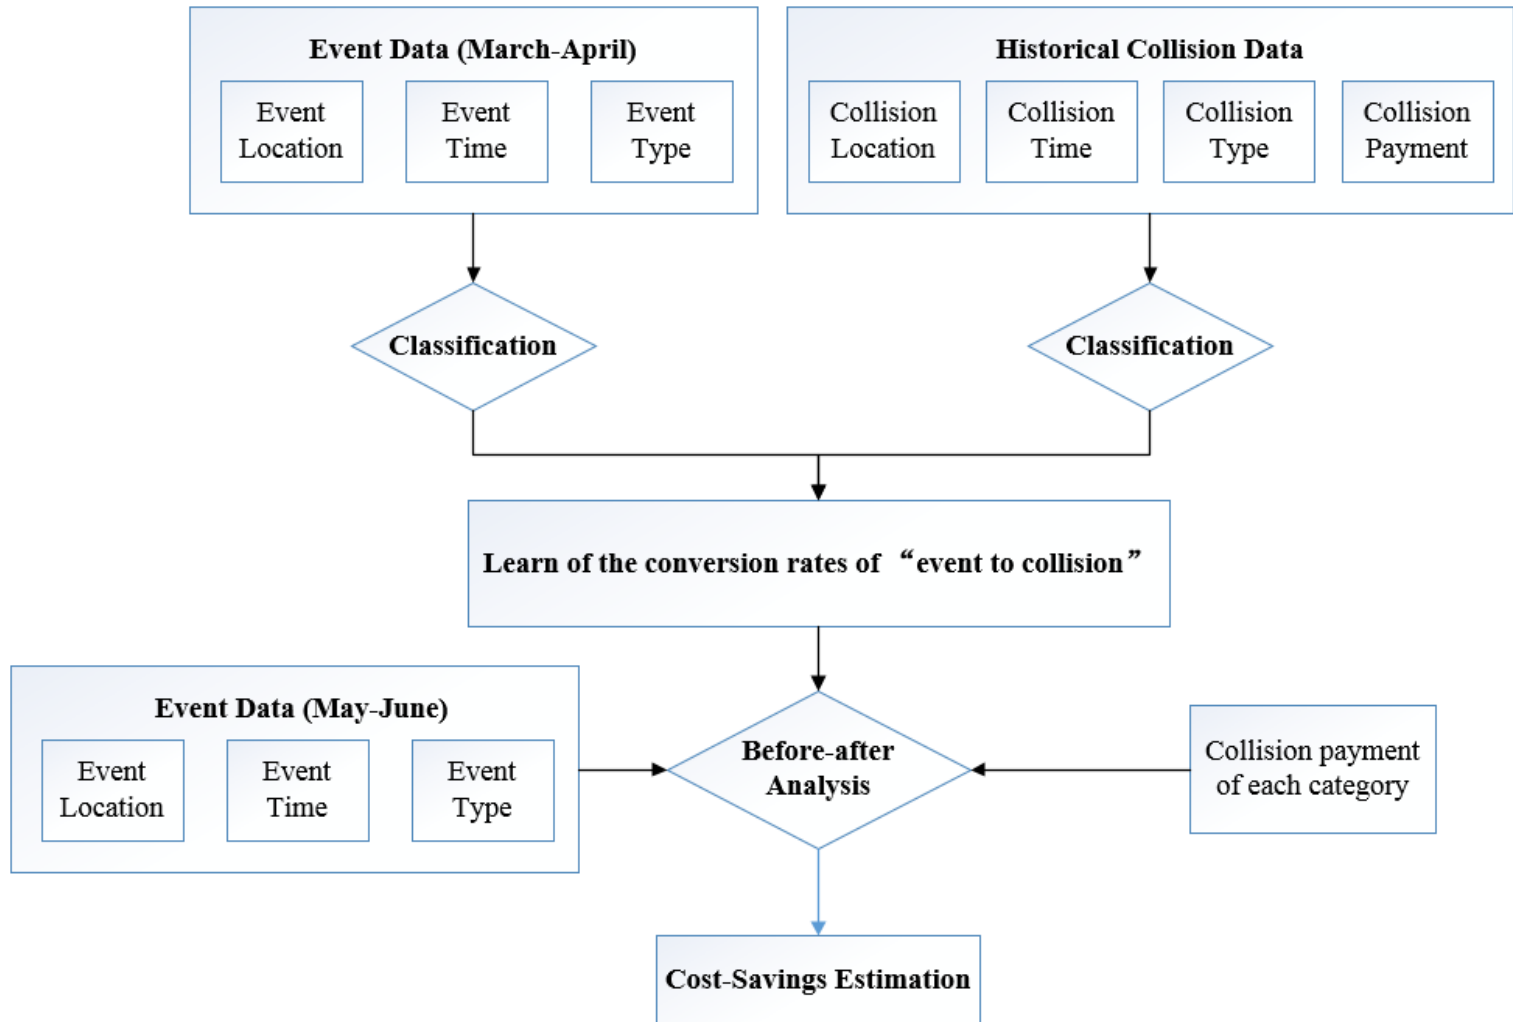 Event Data (March-April)
Event
Location
Event
Time
Event
Type
Historical Collision Data
Collision
Location
Collision
Time
Collision
Type
Collision
Payment
Classification
Classification
Learn of the conversion rates of “event to collision”
Event Data (May-June)
Event
Location
Event
Time
Event
Type
Before-after
Analysis
Collision payment
of each category
Cost-Savings Estimation